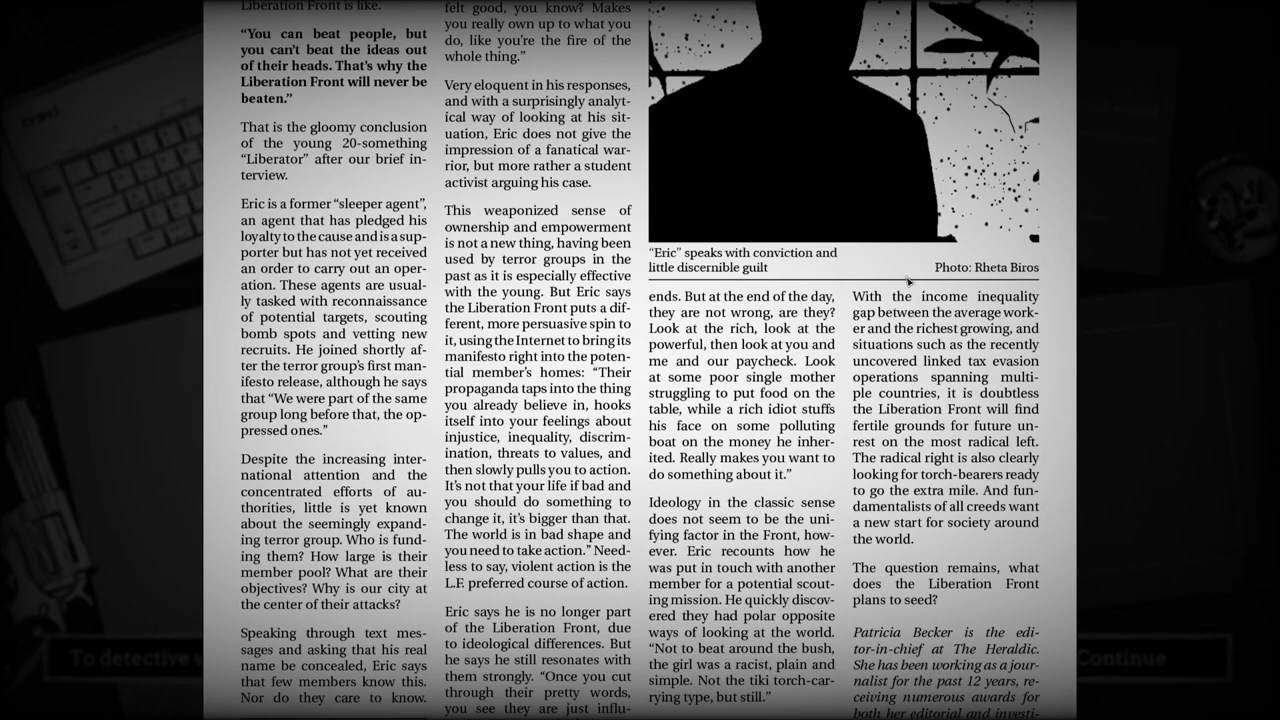 Liberation Front is like.
“You can beat people, but
you can't beat the ideas out
of their heads. That's why the
Liberation Front will never be
beaten.”
That is the gloomy conclusion
of the young 20-something
“Liberator” after our brief in-
terview.
Eric is a former “sleeper agent”,
an agent that has pledged his
loyalty to the cause and is a sup-
porter but has not yet received
an order to carry out an oper-
ation. These agents are usual-
ly tasked with reconnaissance
of potential targets, scouting
bomb spots and vetting new
recruits. He joined shortly af-
ter the terror group's first man-
ifesto release, although he says
that “We were part of the same
group long before that, the op-
pressed ones.”
Despite the increasing inter-
national attention and the
concentrated efforts of au-
thorities, little is yet known
about the seemingly expand-
ing terror group. Who is fund-
ing them? How large is their
member pool? What are their
objectives? Why is our city at
the center of their attacks?
Speaking through text mes-
sages and asking that his real
name be concealed, Eric says
that few members know this.
Nor do they care to know.
felt good, you know? Makes
you really own up to what you
do, like you're the fire of the
whole thing.”
Very eloquent in his responses,
and with a surprisingly analyt-
ical way of looking at his sit-
uation, Eric does not give the
impression of a fanatical war-
rior, but more rather a student
activist arguing his case.
This weaponized sense of
ownership and empowerment
is not a new thing, having been
used by terror groups in the
past as it is especially effective
with the young. But Eric says
the Liberation Front puts a dif-
ferent, more persuasive spin to
it, using the Internet to bring its
manifesto right into the poten-
tial member's homes: “Their
propaganda taps into the thing
you already believe in, hooks
itself into your feelings about
injustice, inequality, discrim-
ination, threats to values, and
then slowly pulls you to action.
It's not that your life if bad and
you should do something to
change it, it's bigger than that.
The world is in bad shape and
you need to take action.” Need-
less to say, violent action is the
L.F. preferred course of action.
Eric says he is no longer part
of the Liberation Front, due
to ideological differences. But
he says he still resonates with
them strongly. “Once you cut
through their pretty words,
you see they are just influ-
“Eric” speaks with conviction and
little discernible guilt
Photo: Rheta Biros
ends. But at the end of the day,
they are not wrong, are they?
Look at the rich, look at the
powerful, then look at you and
me and our paycheck. Look
at some poor single mother
struggling to put food on the
table, while a rich idiot stuffs
his face on some polluting
boat on the money he inher-
ited. Really makes you want to
do something about it.”
Ideology in the classic sense
does not seem to be the uni-
fying factor in the Front, how-
ever. Eric recounts how he
was put in touch with another
member for a potential scout-
ing mission. He quickly discov-
ered they had polar opposite
ways of looking at the world.
“Not to beat around the bush,
the girl was a racist, plain and
simple. Not the tiki torch-car-
rying type, but still.”
With the income inequality
gap between the average work-
er and the richest growing, and
situations such as the recently
uncovered linked tax evasion
operations spanning multi-
ple countries, it is doubtless
the Liberation Front will find
fertile grounds for future un-
rest on the most radical left.
The radical right is also clearly
looking for torch-bearers ready
to go the extra mile. And fun-
damentalists of all creeds want
a new start for society around
the world.
The question remains, what
does the Liberation Front
plans to seed?
Patricia Becker is the edi-
tor-in-chief at The Heraldic.
She has been working as a jour-
nalist for the past 12 years, re-
ceiving numerous awards for
both her editorial and investi-
brand
To detective
Continue